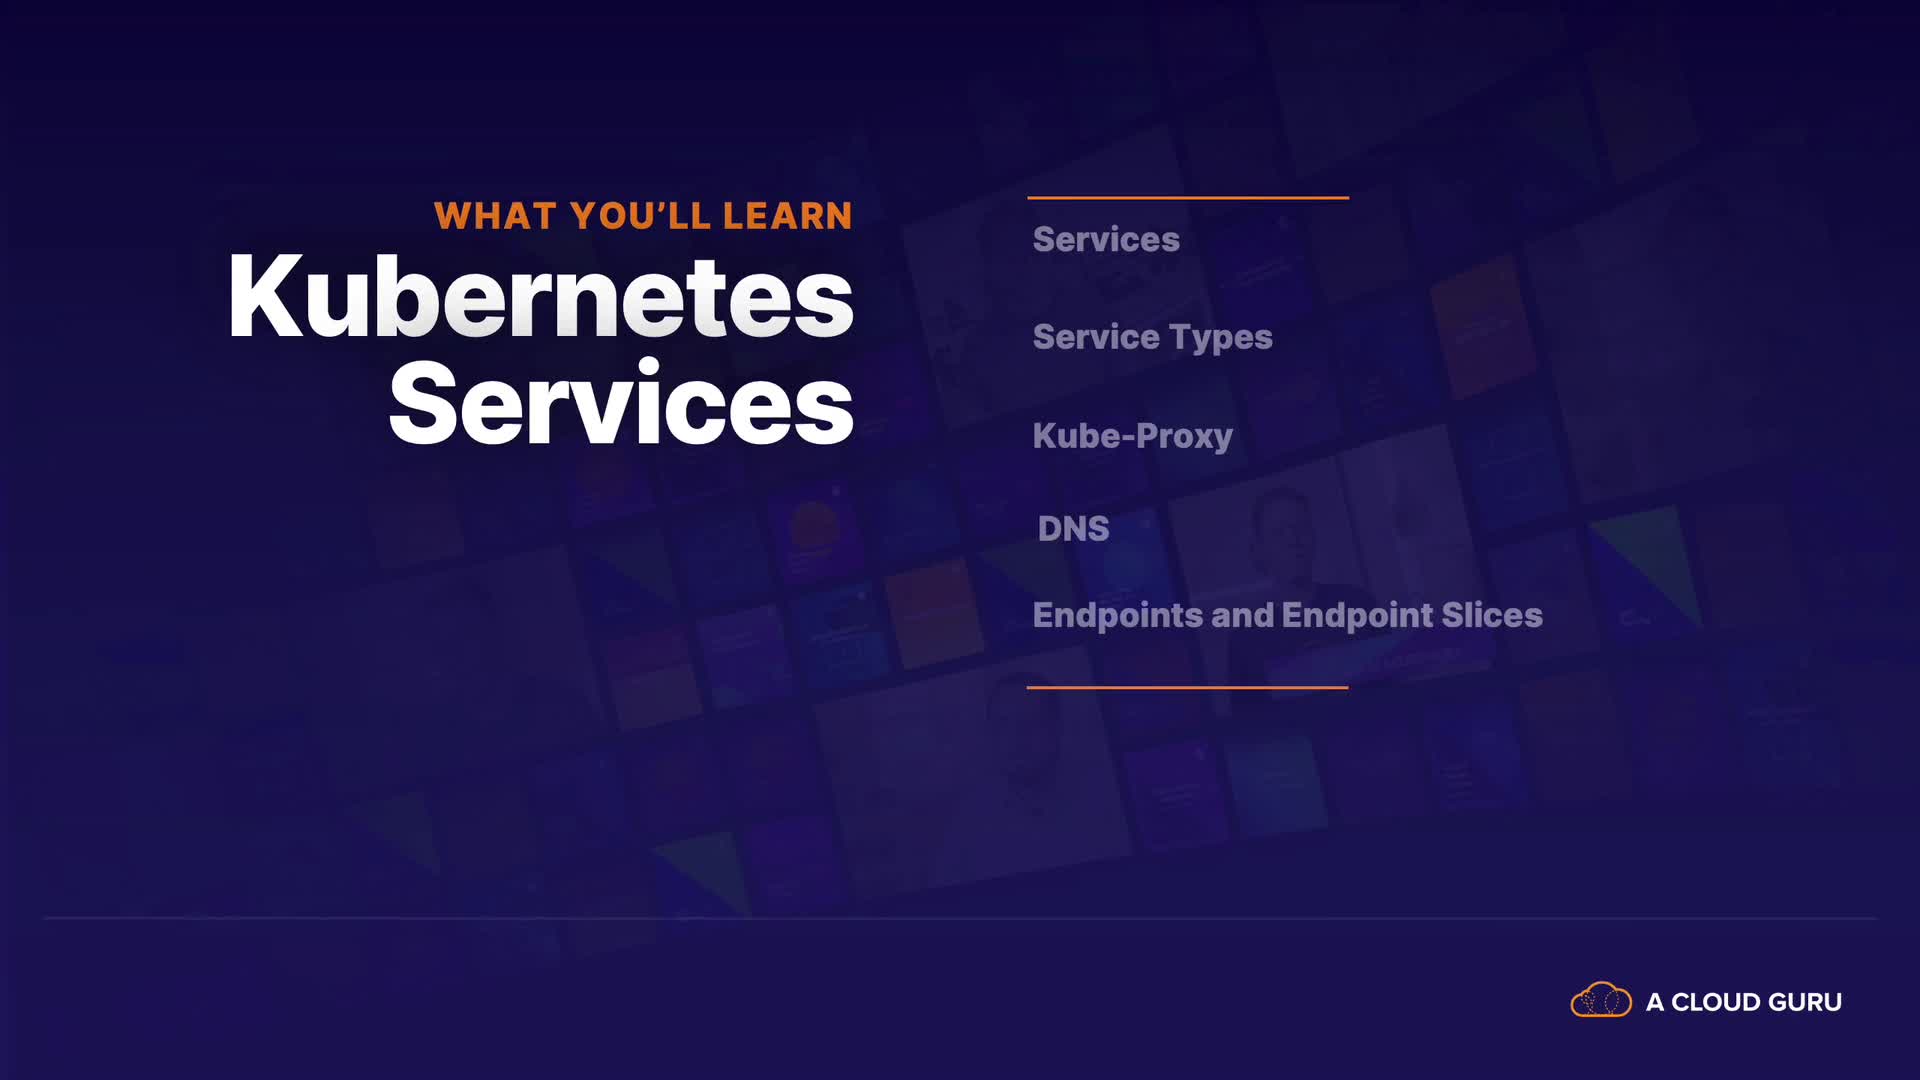 WHAT YOU'LL LEARN
Kubernetes
Services
Services
Service Types
Kube-Proxy
DNS
Endpoints and Endpoint Slices
A CLOUD GURU